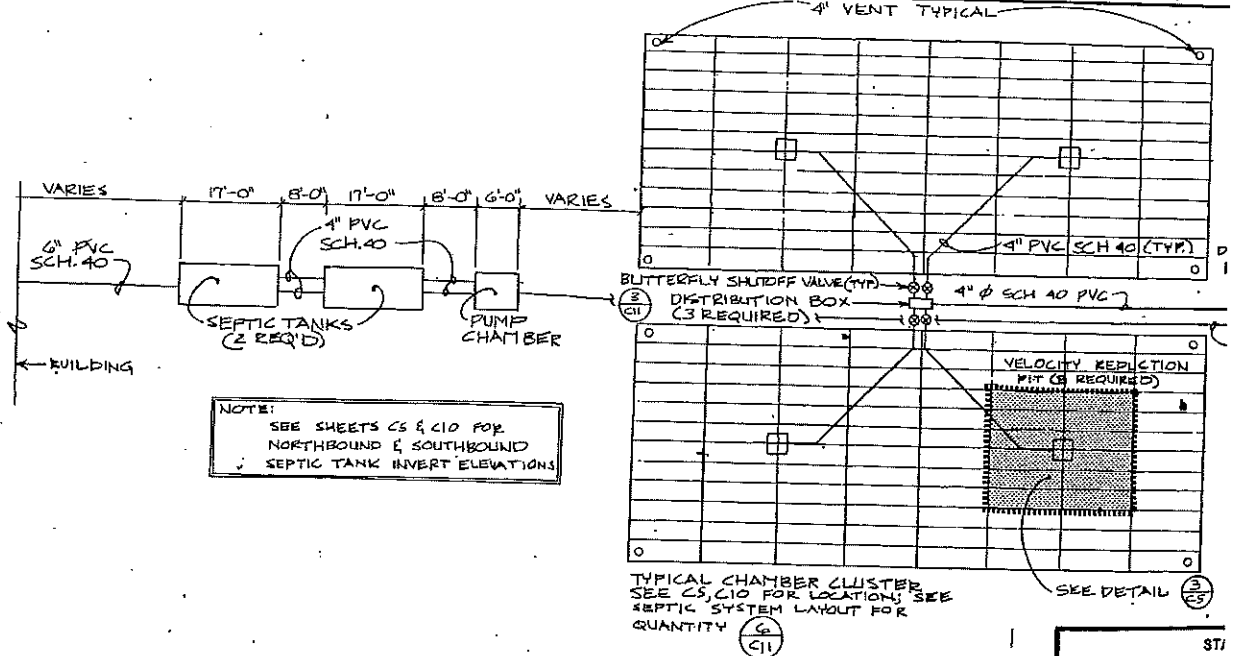 4" VENT TYPICAL
VARIES
17'-0"
8'-0"
17'-0"
8'-0"
6'-0"
VARIES
6" PVC
SCH. 40
4" PVC
SCH. 40
SEPTIC TANKS
(2 REQ'D)
PUMP
CHAMBER
BUILDING
NOTE:
SEE SHEETS C5 & C10 FOR
NORTHBOUND & SOUTHBOUND
SEPTIC TANK INVERT ELEVATIONS
4" PVC SCH 40 (TYP.)
D
BUTTERFLY SHUTOFF VALVE (TYP)
3
C11
DISTRIBUTION BOX
(3 REQUIRED)
4" Ø SCH 40 PVC
VELOCITY REDUCTION
PIT (8 REQUIRED)
TYPICAL CHAMBER CLUSTER
SEE C5, C10 FOR LOCATION; SEE
SEPTIC SYSTEM LAYOUT FOR
QUANTITY
6
C11
SEE DETAIL
3
C5
STA